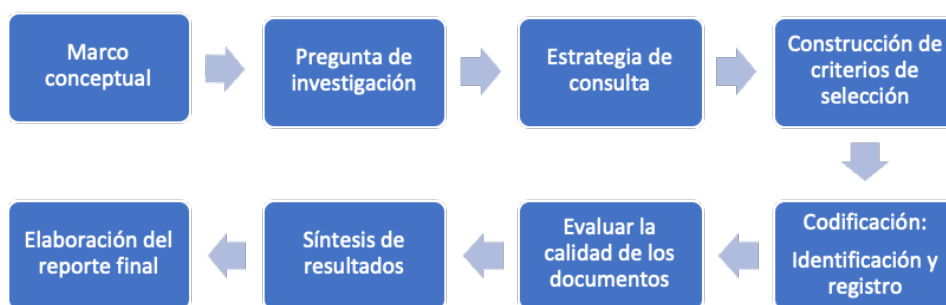 Marco
conceptual
Pregunta de
investigación
Estrategia de
consulta
Construcción de
criterios de
selección
Codificación:
Identificación y
registro
Evaluar la
calidad de los
documentos
Síntesis de
resultados
Elaboración del
reporte final